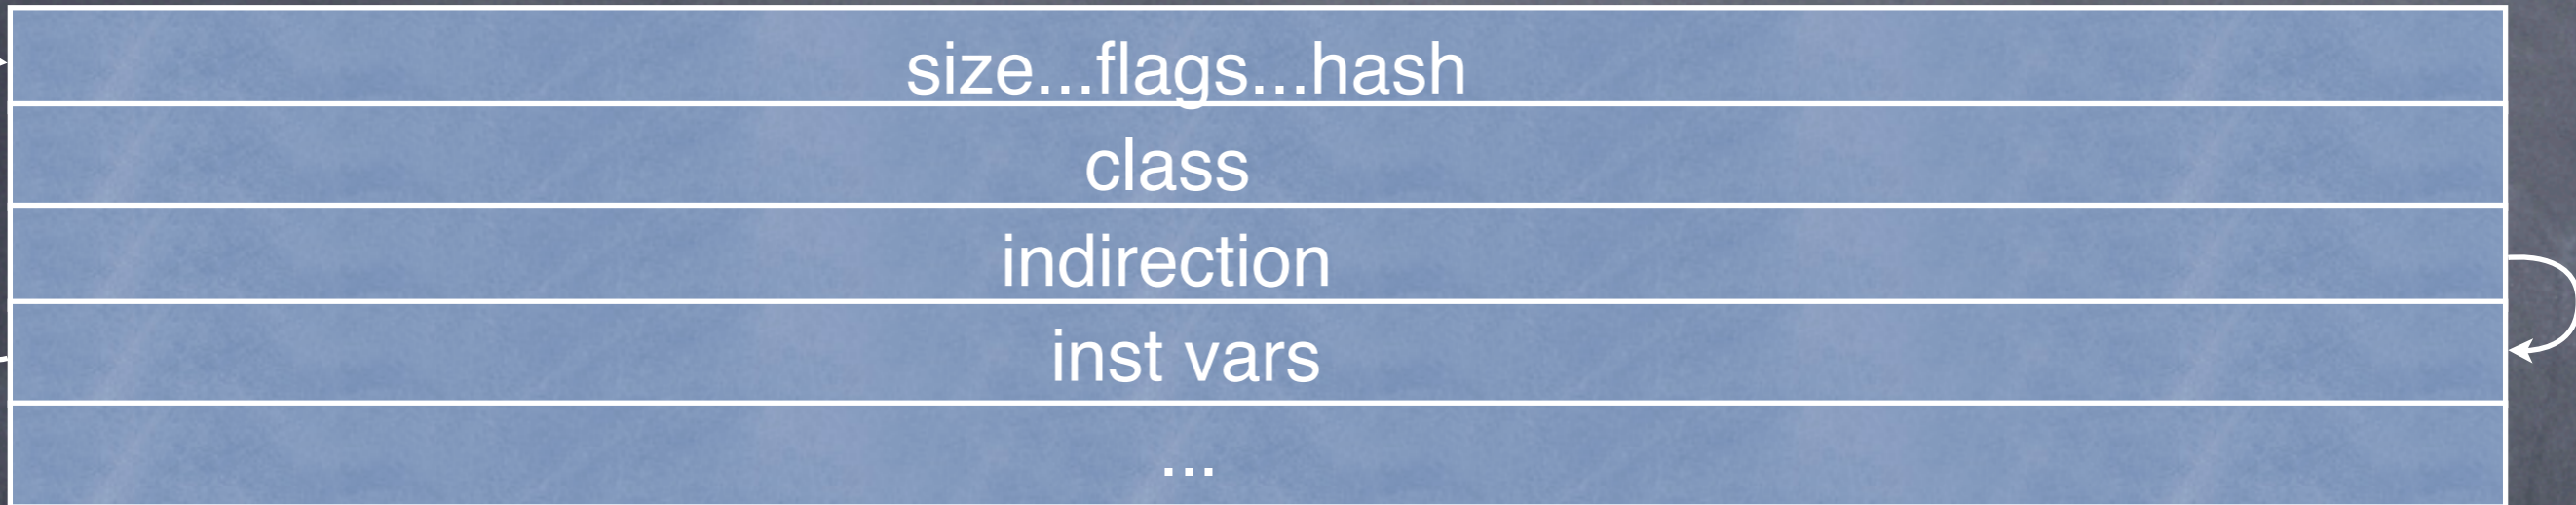 size...flags...hash
class
indirection
inst vars
...